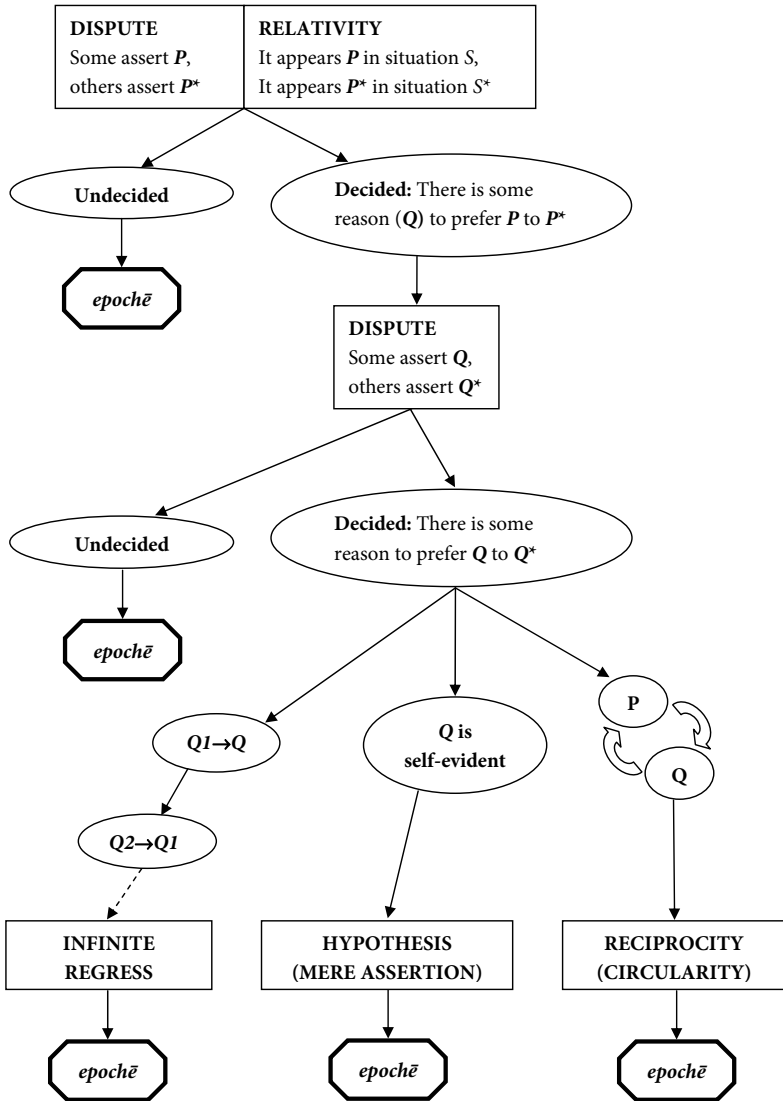 DISPUTE
Some assert P,
others assert P*
RELATIVITY
It appears P in situation S,
It appears P* in situation S*
Undecided
Decided: There is some
reason (Q) to prefer P to P*
epochē
DISPUTE
Some assert Q,
others assert Q*
Undecided
Decided: There is some
reason to prefer Q to Q*
epochē
Q1→Q
Q is
self-evident
P
Q
Q2→Q1
INFINITE
REGRESS
HYPOTHESIS
(MERE ASSERTION)
RECIPROCITY
(CIRCULARITY)
epochē
epochē
epochē